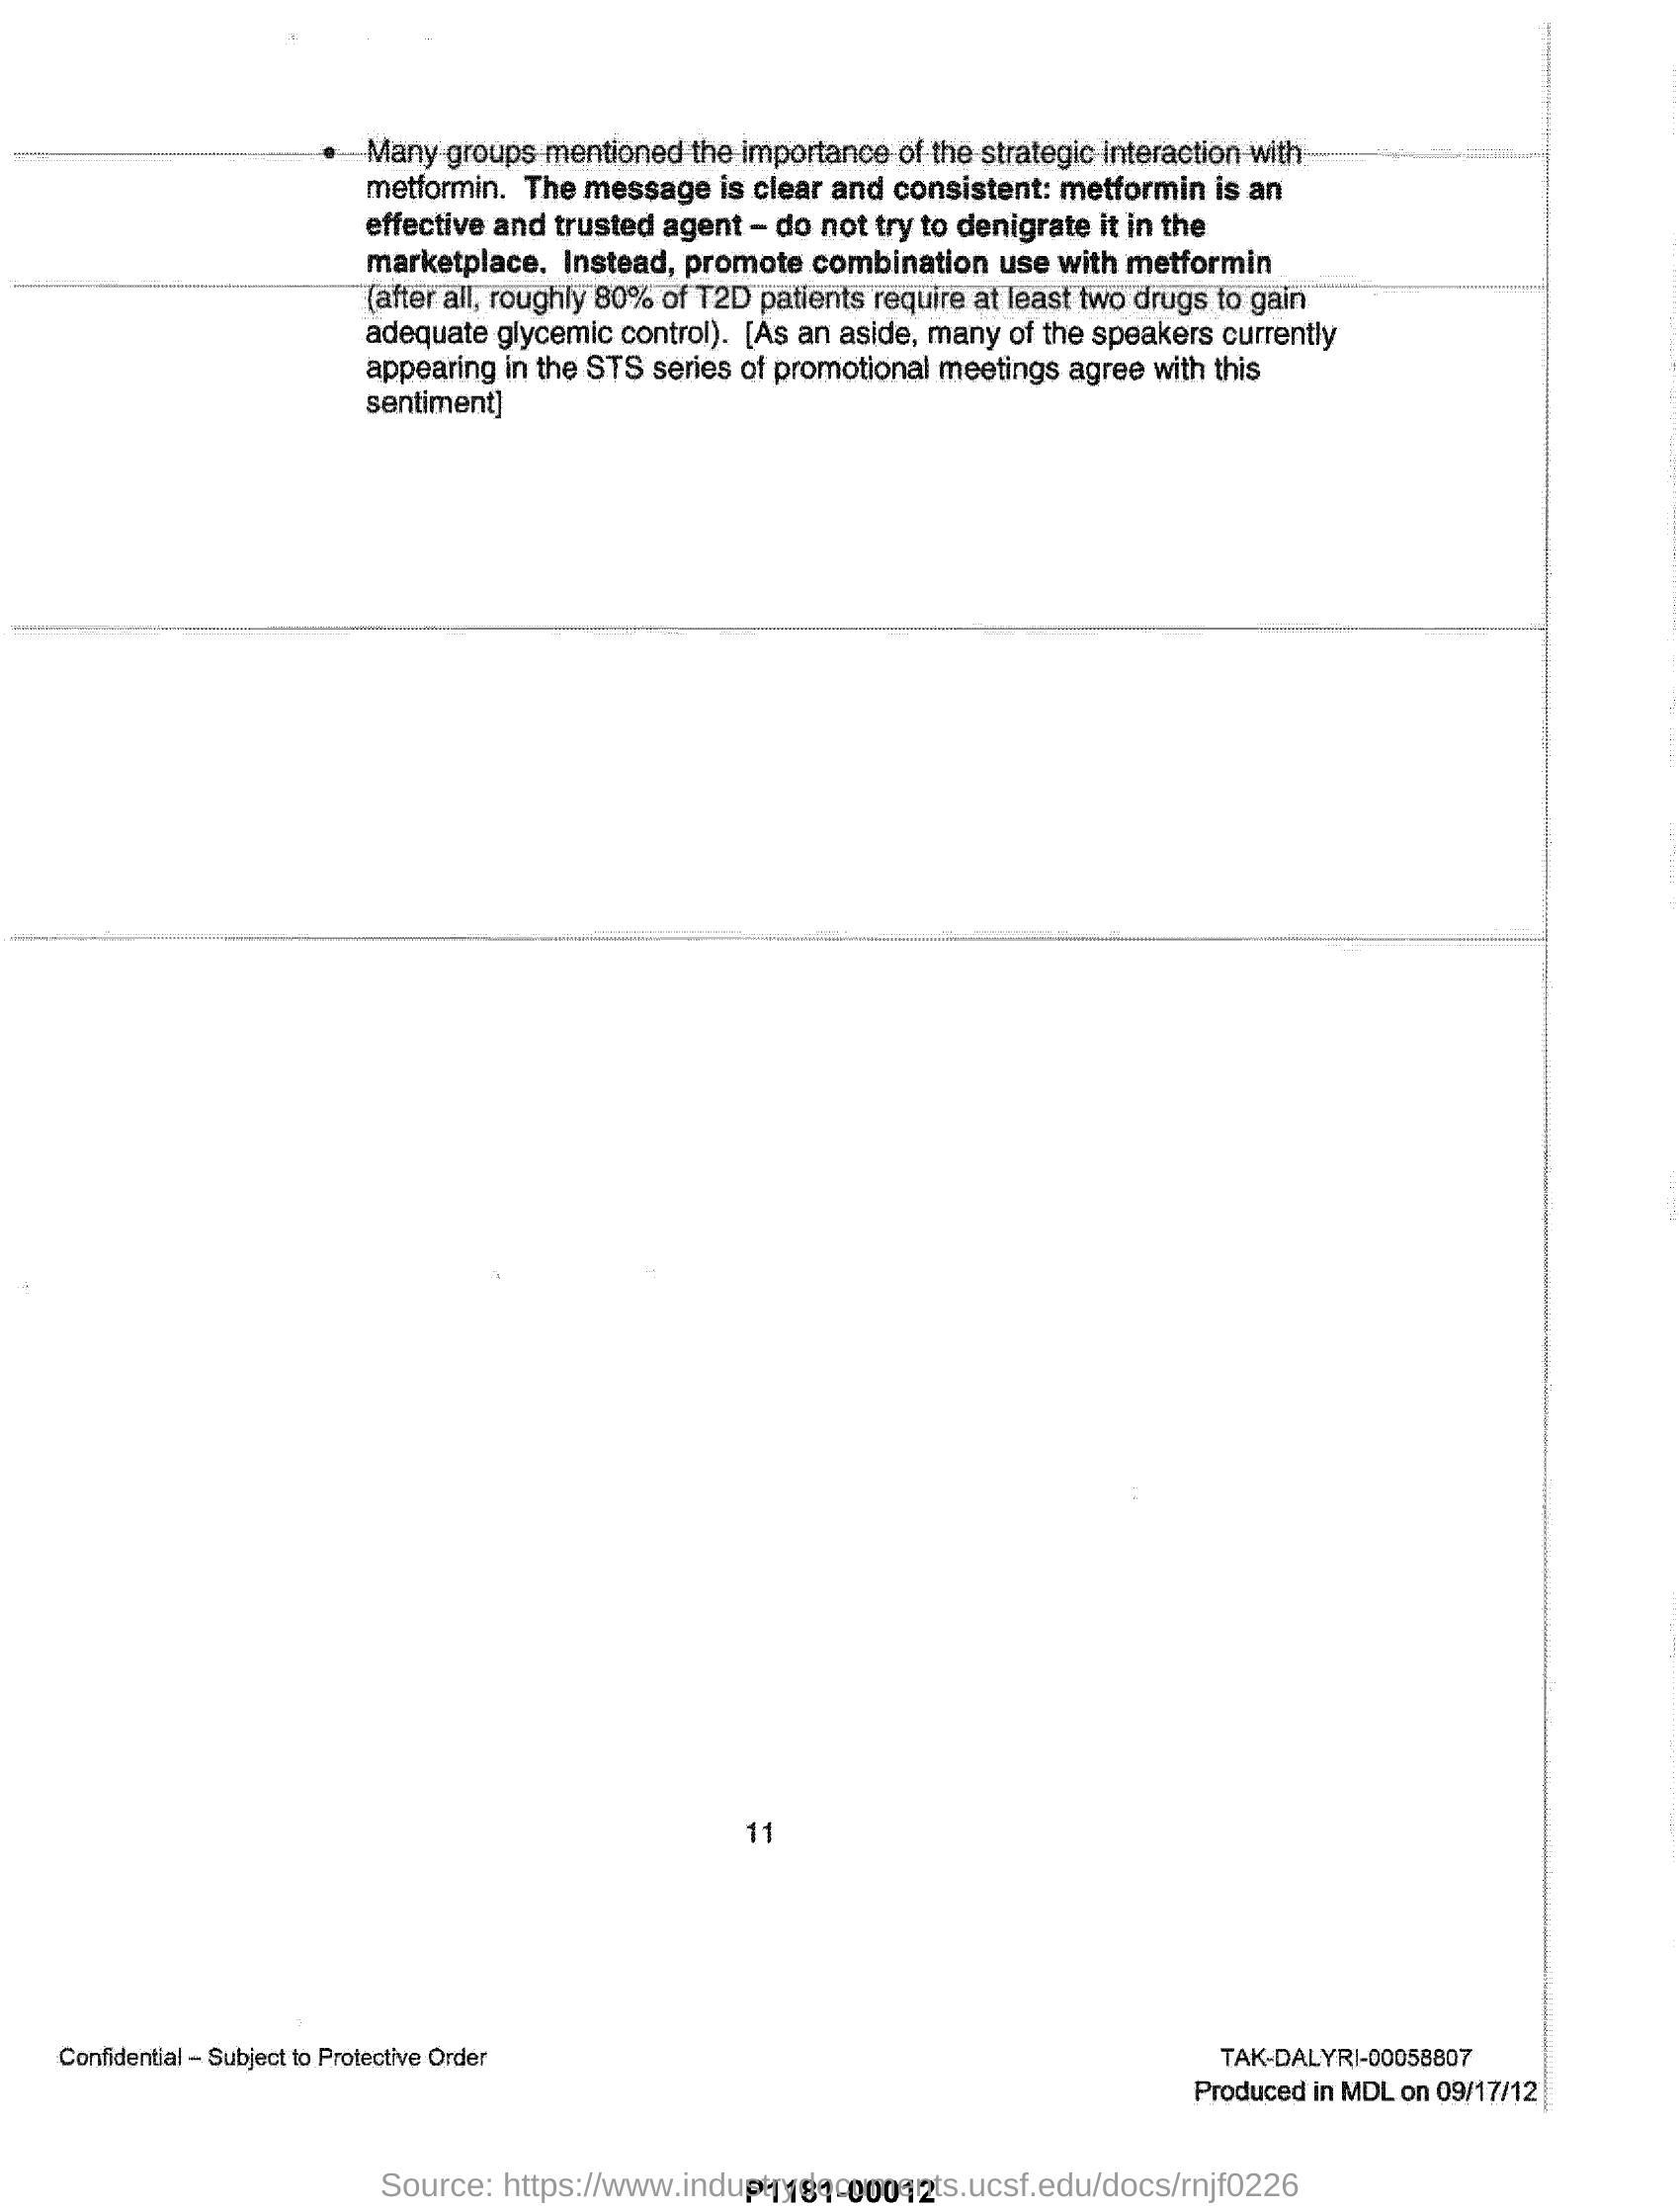 • Many groups mentioned the importance of the strategic interaction with
metformin. The message is clear and consistent: metformin is an
effective and trusted agent – do not try to denigrate it in the
marketplace. Instead, promote combination use with metformin
(after all, roughly 80% of T2D patients require at least two drugs to gain
adequate glycemic control). [As an aside, many of the speakers currently
appearing in the STS series of promotional meetings agree with this
sentiment]
11
Confidential – Subject to Protective Order
TAK-DALYRI-00058807
Produced in MDL on 09/17/12
Source: https://www.industrydocuments.ucsf.edu/docs/rnjf0226
P1181-00012